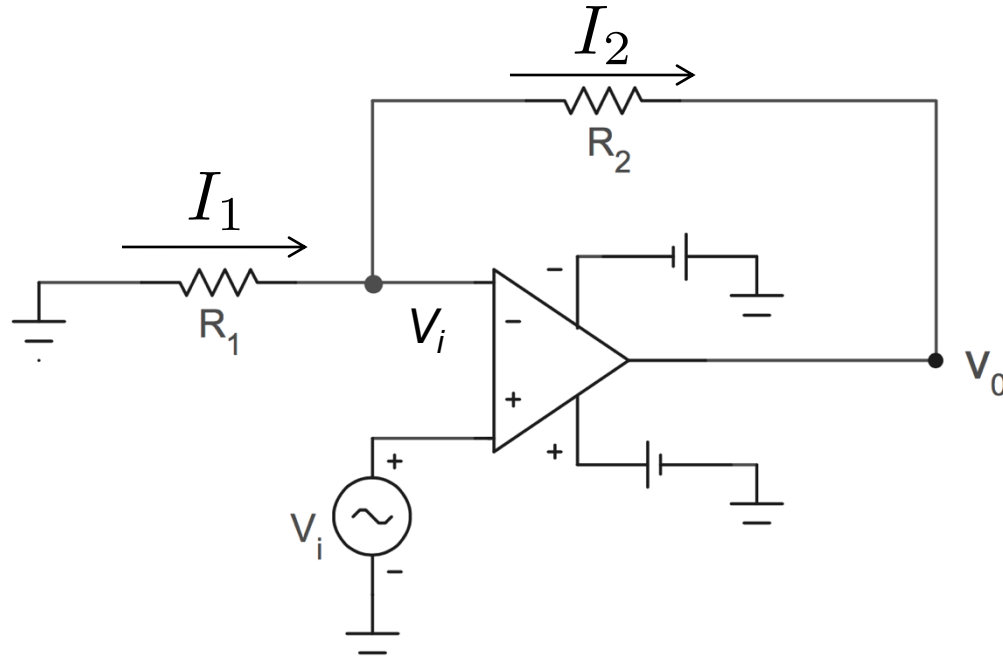 I₂
R₂
I₁
R₁
Vᵢ
−
−
+
+
v₀
+
Vᵢ
−